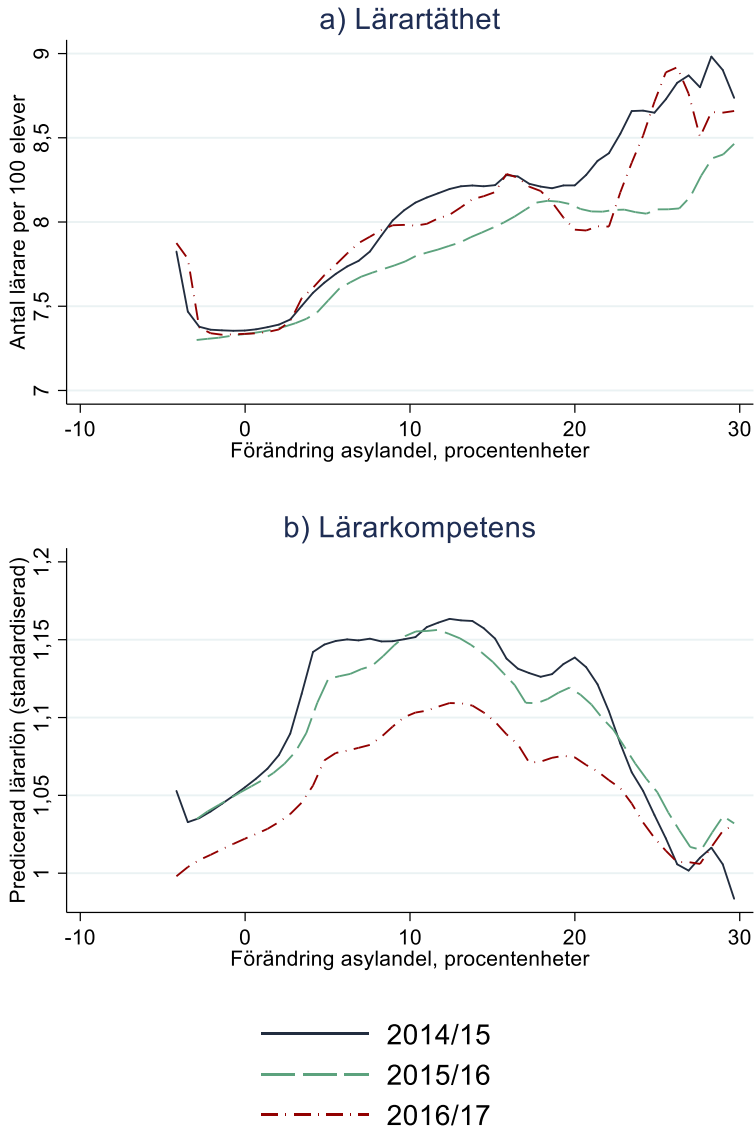 a) Lärartäthet
Antal lärare per 100 elever
9
8,5
8
7,5
7
-10 0 10 20 30
Förändring asylandel, procentenheter
b) Lärarkompetens
Predicerad lärarlön (standardiserad)
1,2
1,15
1,1
1,05
1
-10 0 10 20 30
Förändring asylandel, procentenheter
2014/15
2015/16
2016/17